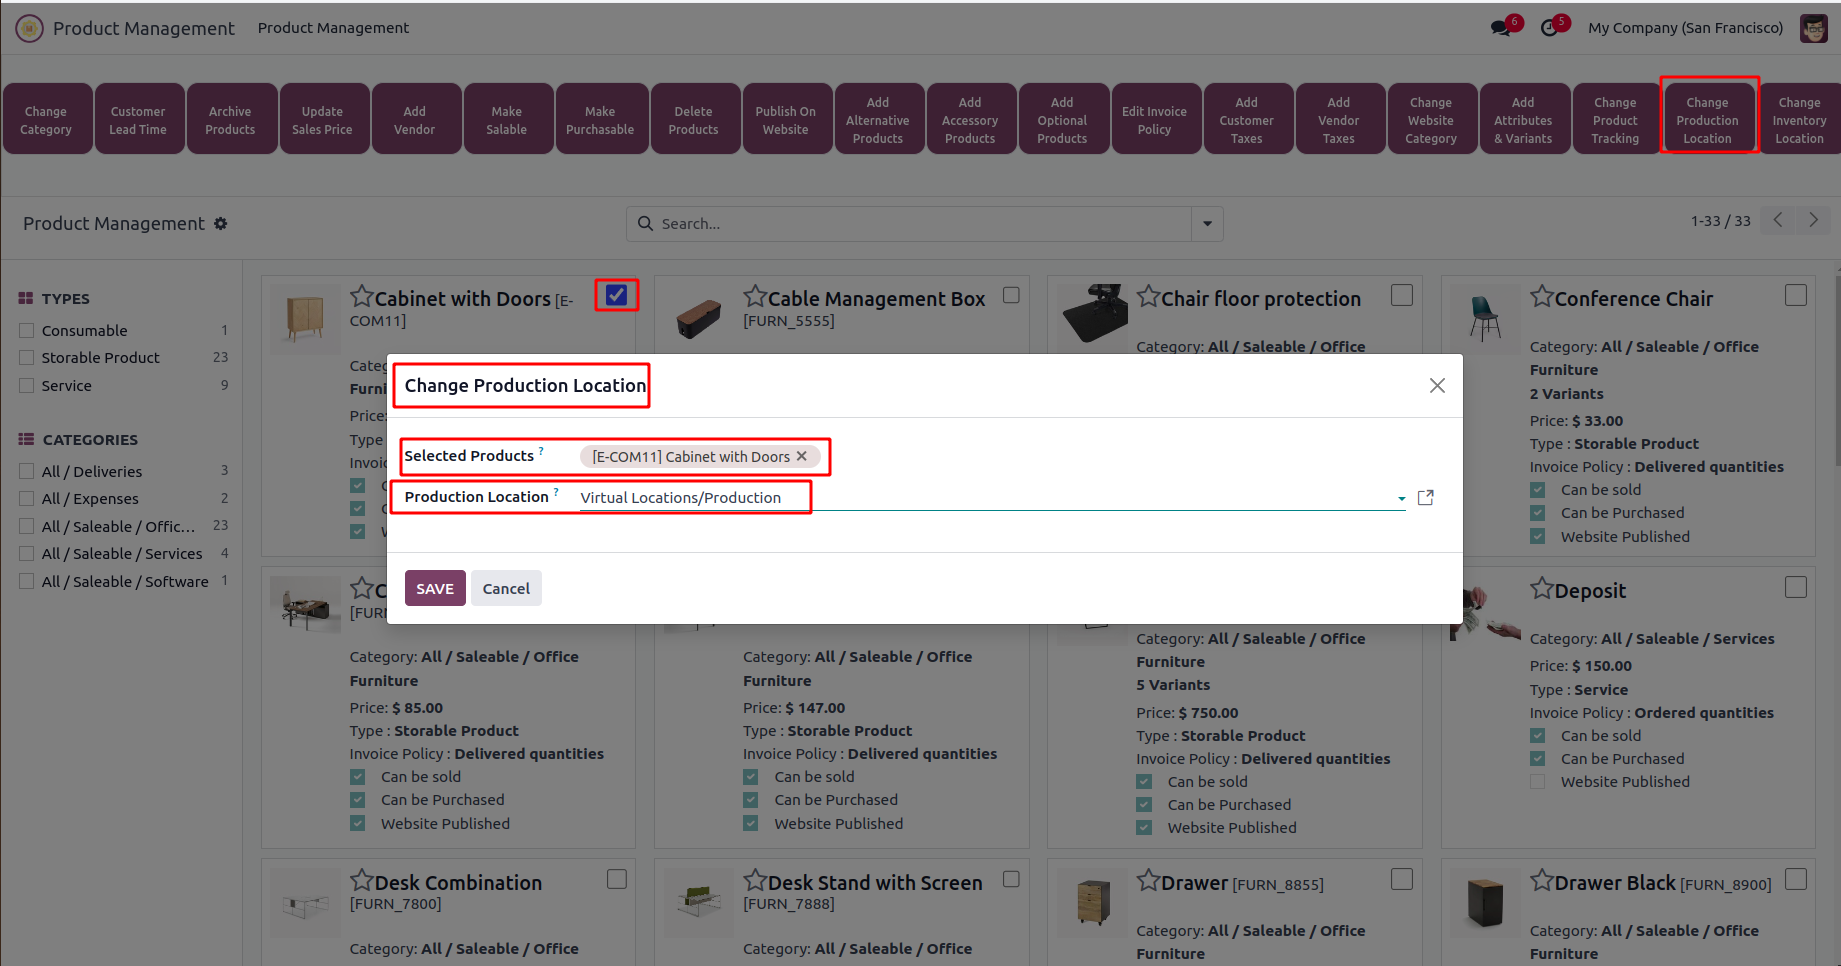 Product Management
Product Management
6
5
My Company (San Francisco)
Change
Category
Customer
Lead Time
Archive
Products
Update
Sales Price
Add
Vendor
Make
Salable
Make
Purchasable
Delete
Products
Publish On
Website
Add
Alternative
Products
Add
Accessory
Products
Add
Optional
Products
Edit Invoice
Policy
Add
Customer
Taxes
Add
Vendor
Taxes
Change
Website
Category
Add
Attributes
& Variants
Change
Product
Tracking
Change
Production
Location
Change
Inventory
Location
Product Management
Search...
1-33 / 33
TYPES
Consumable 1
Storable Product 23
Service 9
CATEGORIES
All / Deliveries 3
All / Expenses 4
All / Saleable / Offic... 23
All / Saleable / Services 4
All / Saleable / Software 1
Cabinet with Doors [E-
COM11]
Cable Management Box
[FURN_5555]
Chair floor protection
Category: All / Saleable / Office
Conference Chair
Category: All / Saleable / Office
Furniture
2 Variants
Price: $ 33.00
Type : Storable Product
Invoice Policy : Delivered quantities
Can be sold
Can be Purchased
Website Published
Change Production Location
Selected Products ?
[E-COM11] Cabinet with Doors
Production Location ?
Virtual Locations/Production
SAVE
Cancel
Category: All / Saleable / Office
Furniture
Price: $ 85.00
Type : Storable Product
Invoice Policy : Delivered quantities
Can be sold
Can be Purchased
Website Published
Category: All / Saleable / Office
Furniture
Price: $ 147.00
Type : Storable Product
Invoice Policy : Delivered quantities
Can be sold
Can be Purchased
Website Published
Category: All / Saleable / Office
Furniture
5 Variants
Price: $ 750.00
Type : Storable Product
Invoice Policy : Delivered quantities
Can be sold
Can be Purchased
Website Published
Deposit
Category: All / Saleable / Services
Price: $ 150.00
Type : Service
Invoice Policy : Ordered quantities
Can be sold
Can be Purchased
Website Published
Desk Combination
[FURN_7800]
Category: All / Saleable / Office
Desk Stand with Screen
[FURN_7888]
Category: All / Saleable / Office
Drawer [FURN_8855]
Category: All / Saleable / Office
Furniture
Drawer Black [FURN_8900]
Category: All / Saleable / Office
Furniture